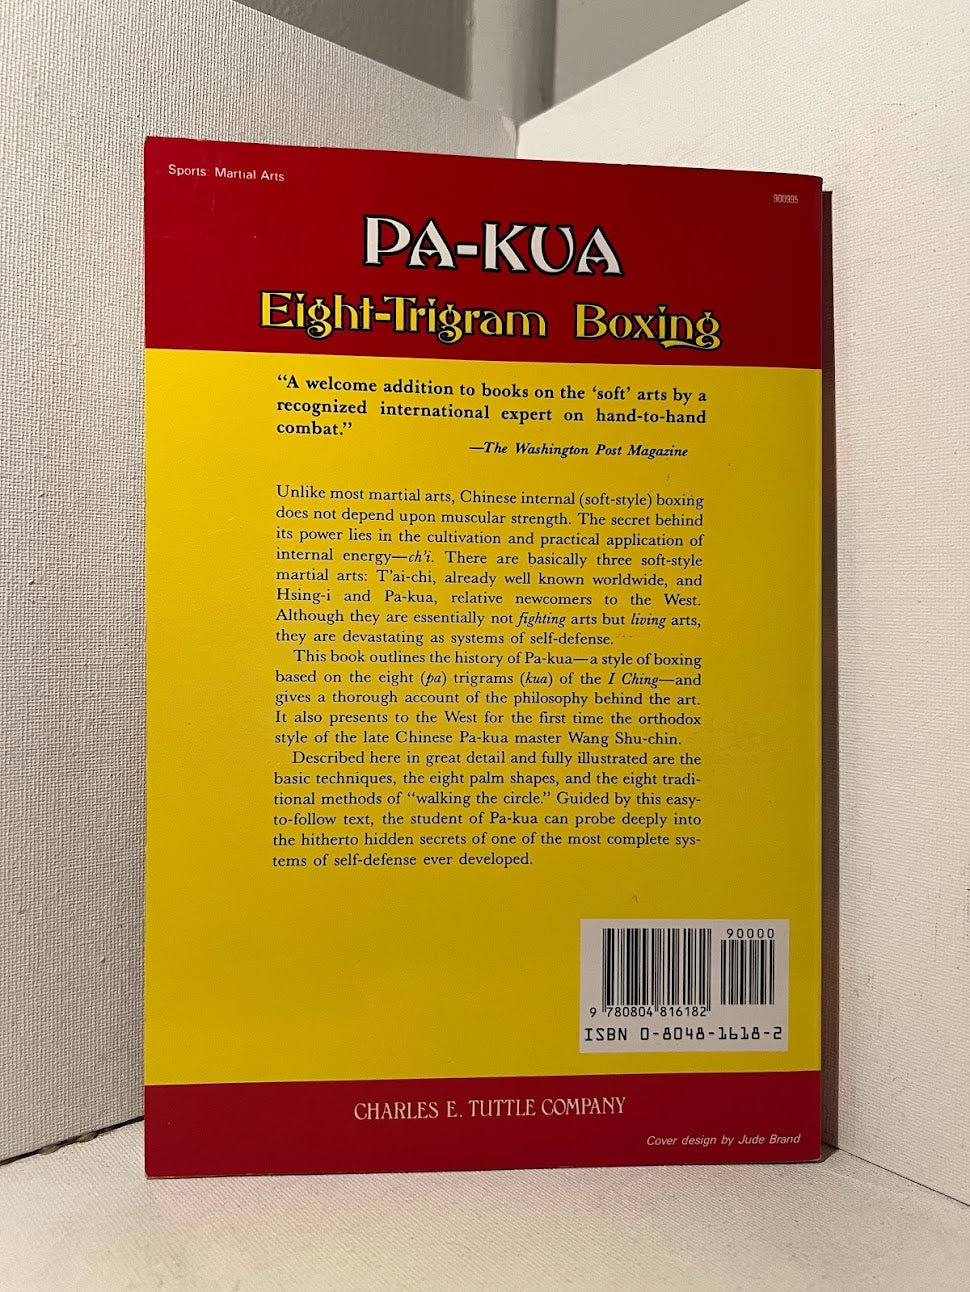 Sports: Martial Arts
900995
PA-KUA
Eight-Trigram Boxing
“A welcome addition to books on the ‘soft’ arts by a
recognized international expert on hand-to-hand
combat.”
—The Washington Post Magazine
Unlike most martial arts, Chinese internal (soft-style) boxing
does not depend upon muscular strength. The secret behind
its power lies in the cultivation and practical application of
internal energy—ch’i. There are basically three soft-style
martial arts: T’ai-chi, already well known worldwide, and
Hsing-i and Pa-kua, relative newcomers to the West.
Although they are essentially not fighting arts but living arts,
they are devastating as systems of self-defense.
This book outlines the history of Pa-kua—a style of boxing
based on the eight (pa) trigrams (kua) of the I Ching—and
gives a thorough account of the philosophy behind the art.
It also presents to the West for the first time the orthodox
style of the late Chinese Pa-kua master Wang Shu-chin.
Described here in great detail and fully illustrated are the
basic techniques, the eight palm shapes, and the eight tradi-
tional methods of “walking the circle.” Guided by this easy-
to-follow text, the student of Pa-kua can probe deeply into
the hitherto hidden secrets of one of the most complete sys-
tems of self-defense ever developed.
90000
9 780804 816182
ISBN 0-8048-1618-2
CHARLES E. TUTTLE COMPANY
Cover design by Jude Brand